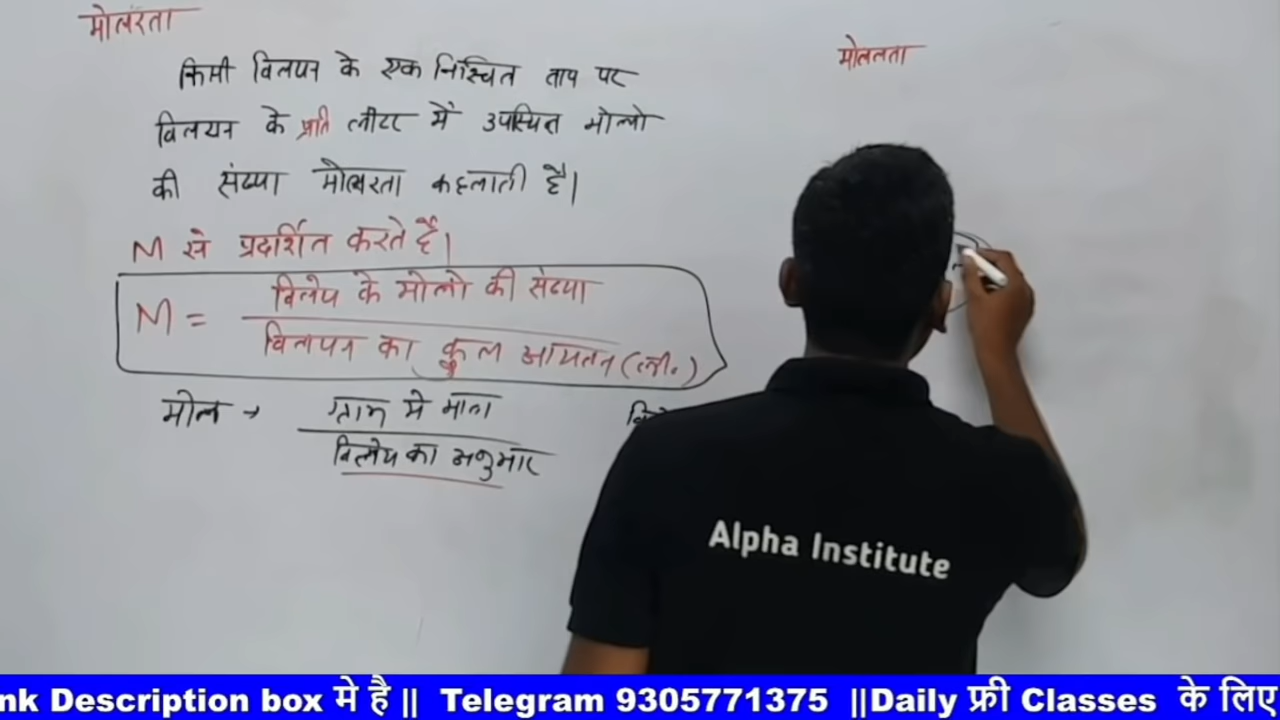 मोलरता
किसी विलयन के एक निश्चित ताप पर
विलयन के प्रति लीटर में उपस्थित मोलो
की संख्या मोलरता कहलाती है।
M से प्रदर्शित करते है।
M = विलेय के मोलो की संख्या
विलयन का कुल आयतन (ली.)
मोल → ग्राम मे मात्रा
विलेय का अणुभार
मोललता
Alpha Institute
nk Description box मे है || Telegram 9305771375 ||Daily फ्री Classes के लिए